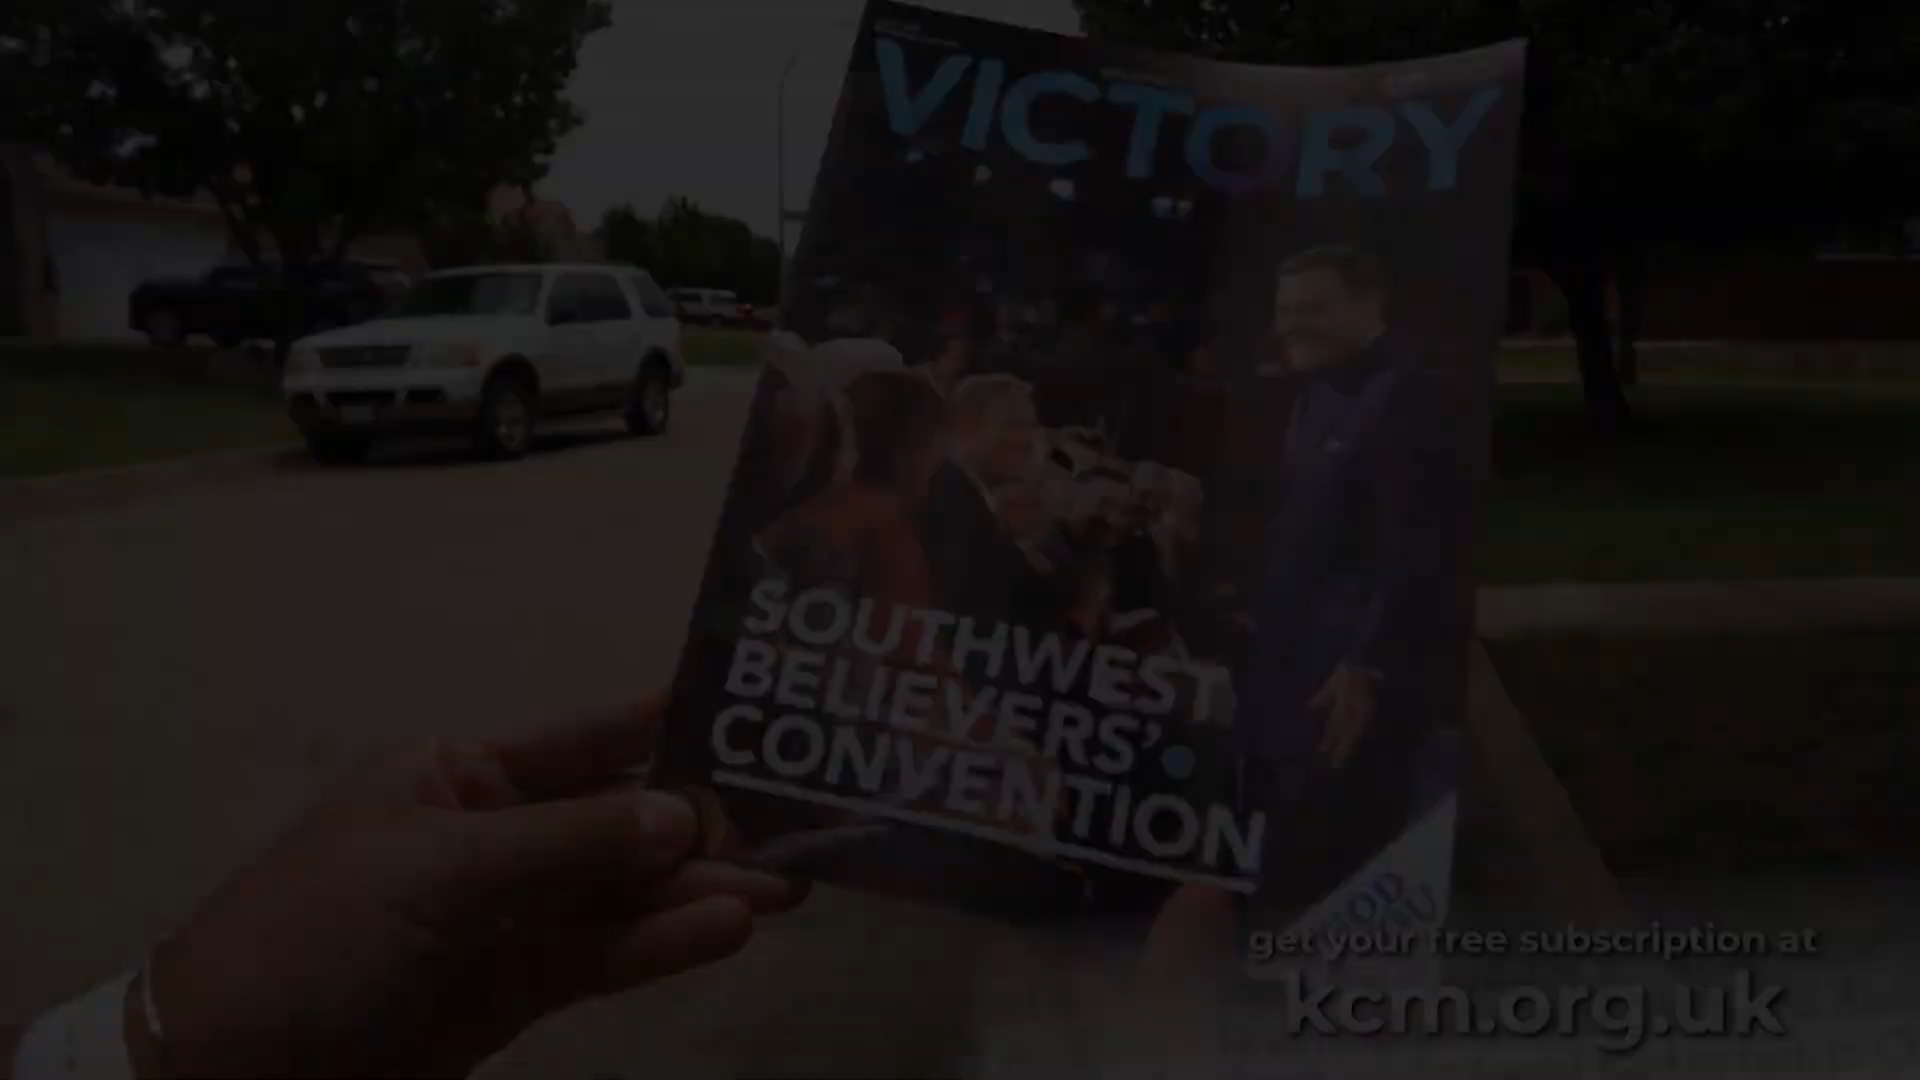 VICTORY
SOUTHWEST
BELIEVERS'
CONVENTION
get your free subscription at
kcm.org.uk